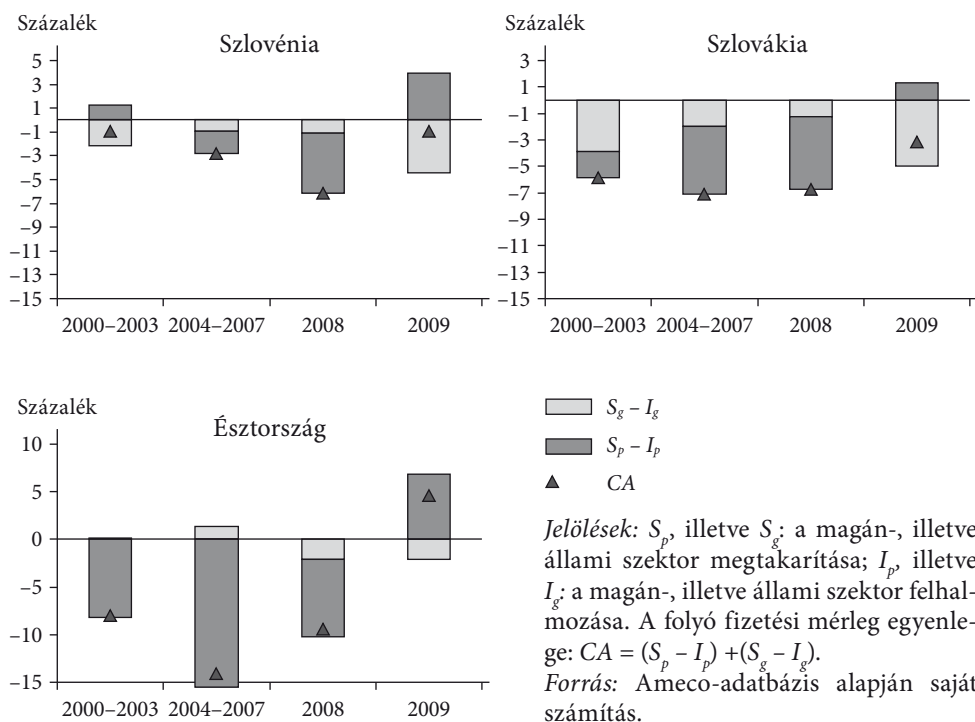 Százalék
Szlovénia
5
3
1
–1
–3
–5
–7
–9
–11
–13
–15
2000–2003 2004–2007 2008 2009
Százalék
Szlovákia
3
1
–1
–3
–5
–7
–9
–11
–13
–15
2000–2003 2004–2007 2008 2009
Százalék
Észtország
10
5
0
–5
–10
–15
2000–2003 2004–2007 2008 2009
Sg – Ig
Sp – Ip
CA
Jelölések: Sp, illetve Sg: a magán-, illetve
állami szektor megtakarítása; Ip, illetve
Ig: a magán-, illetve állami szektor felhal-
mozása. A folyó fizetési mérleg egyenle-
ge: CA = (Sp – Ip) +(Sg – Ig).
Forrás: Ameco-adatbázis alapján saját
számítás.